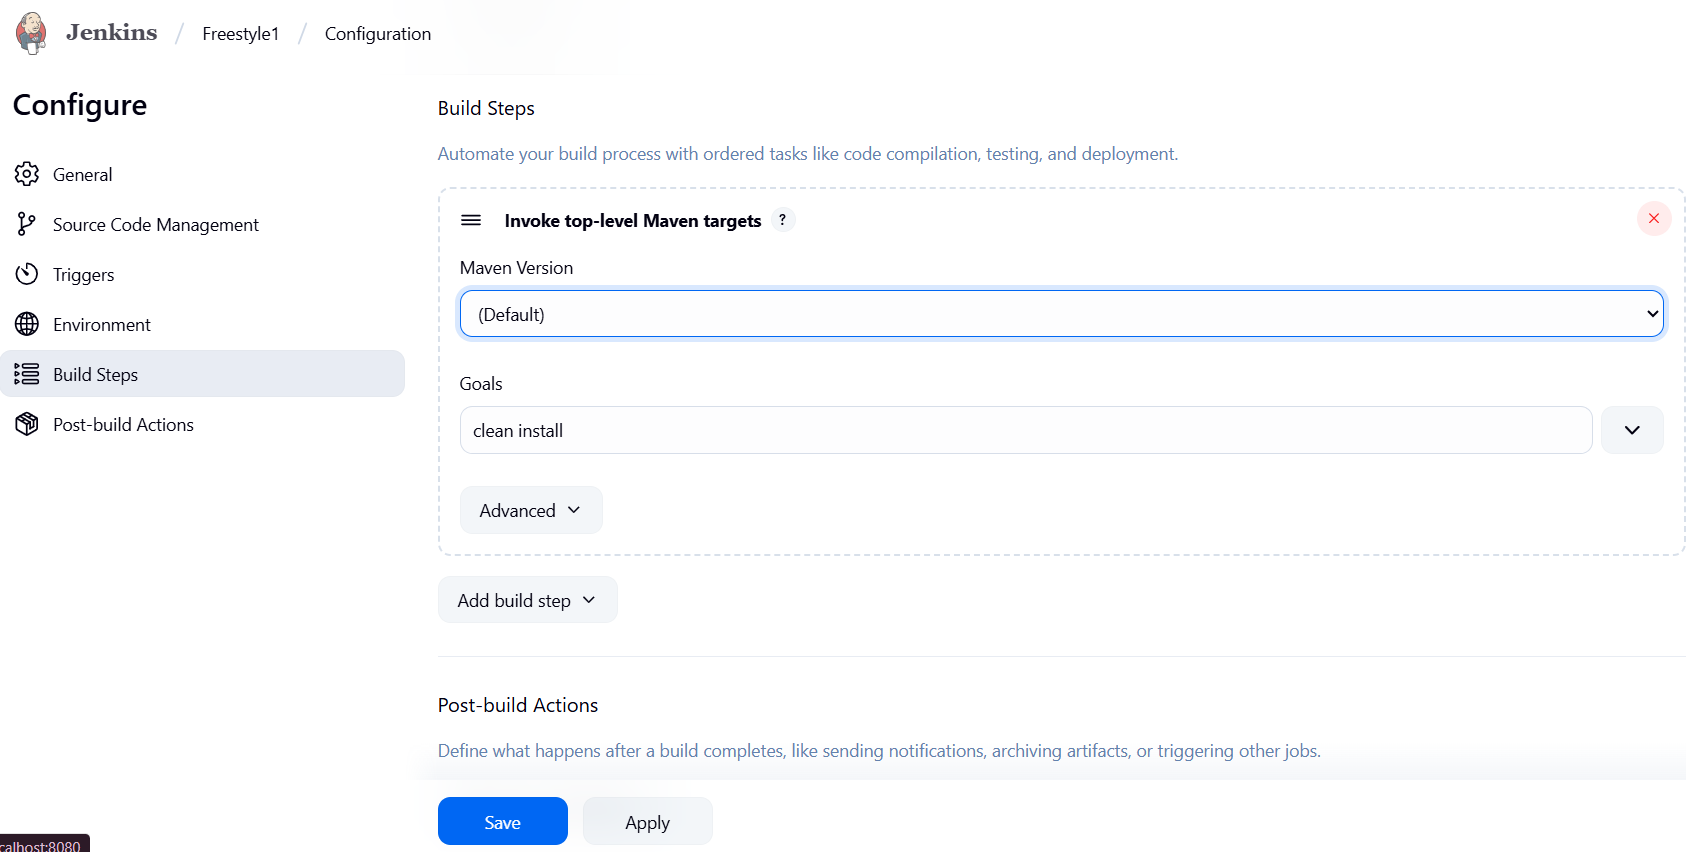 Jenkins / Freestyle1 / Configuration
Configure
General
Source Code Management
Triggers
Environment
Build Steps
Post-build Actions
Build Steps
Automate your build process with ordered tasks like code compilation, testing, and deployment.
Invoke top-level Maven targets ?
Maven Version
(Default)
Goals
clean install
Advanced
Add build step
Post-build Actions
Define what happens after a build completes, like sending notifications, archiving artifacts, or triggering other jobs.
Save Apply
calhost:8080